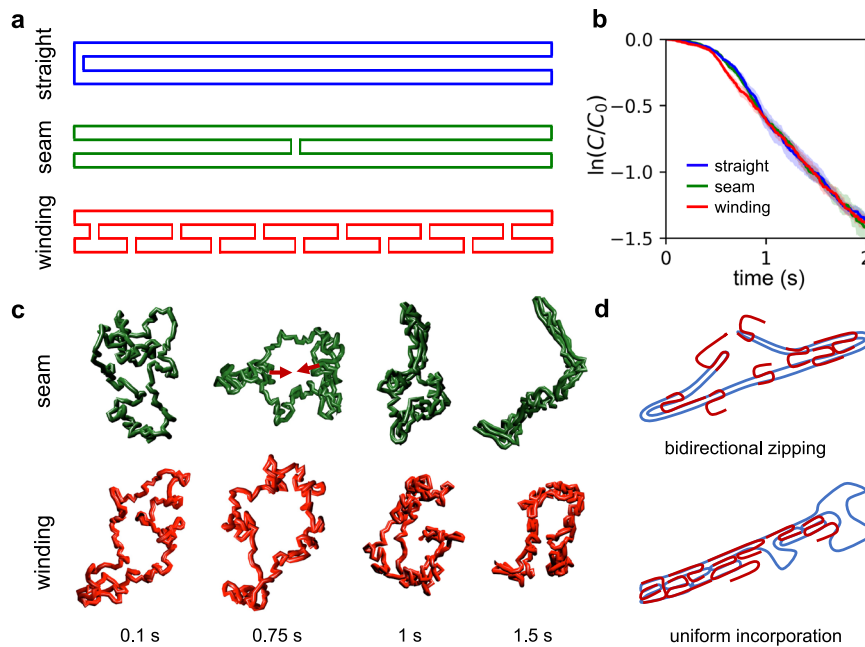 a
straight
seam
winding
b
ln(C/C₀)
0.0
−0.5
−1.0
−1.5
0
1
2
time (s)
straight
seam
winding
c
seam
winding
0.1 s
0.75 s
1 s
1.5 s
d
bidirectional zipping
uniform incorporation